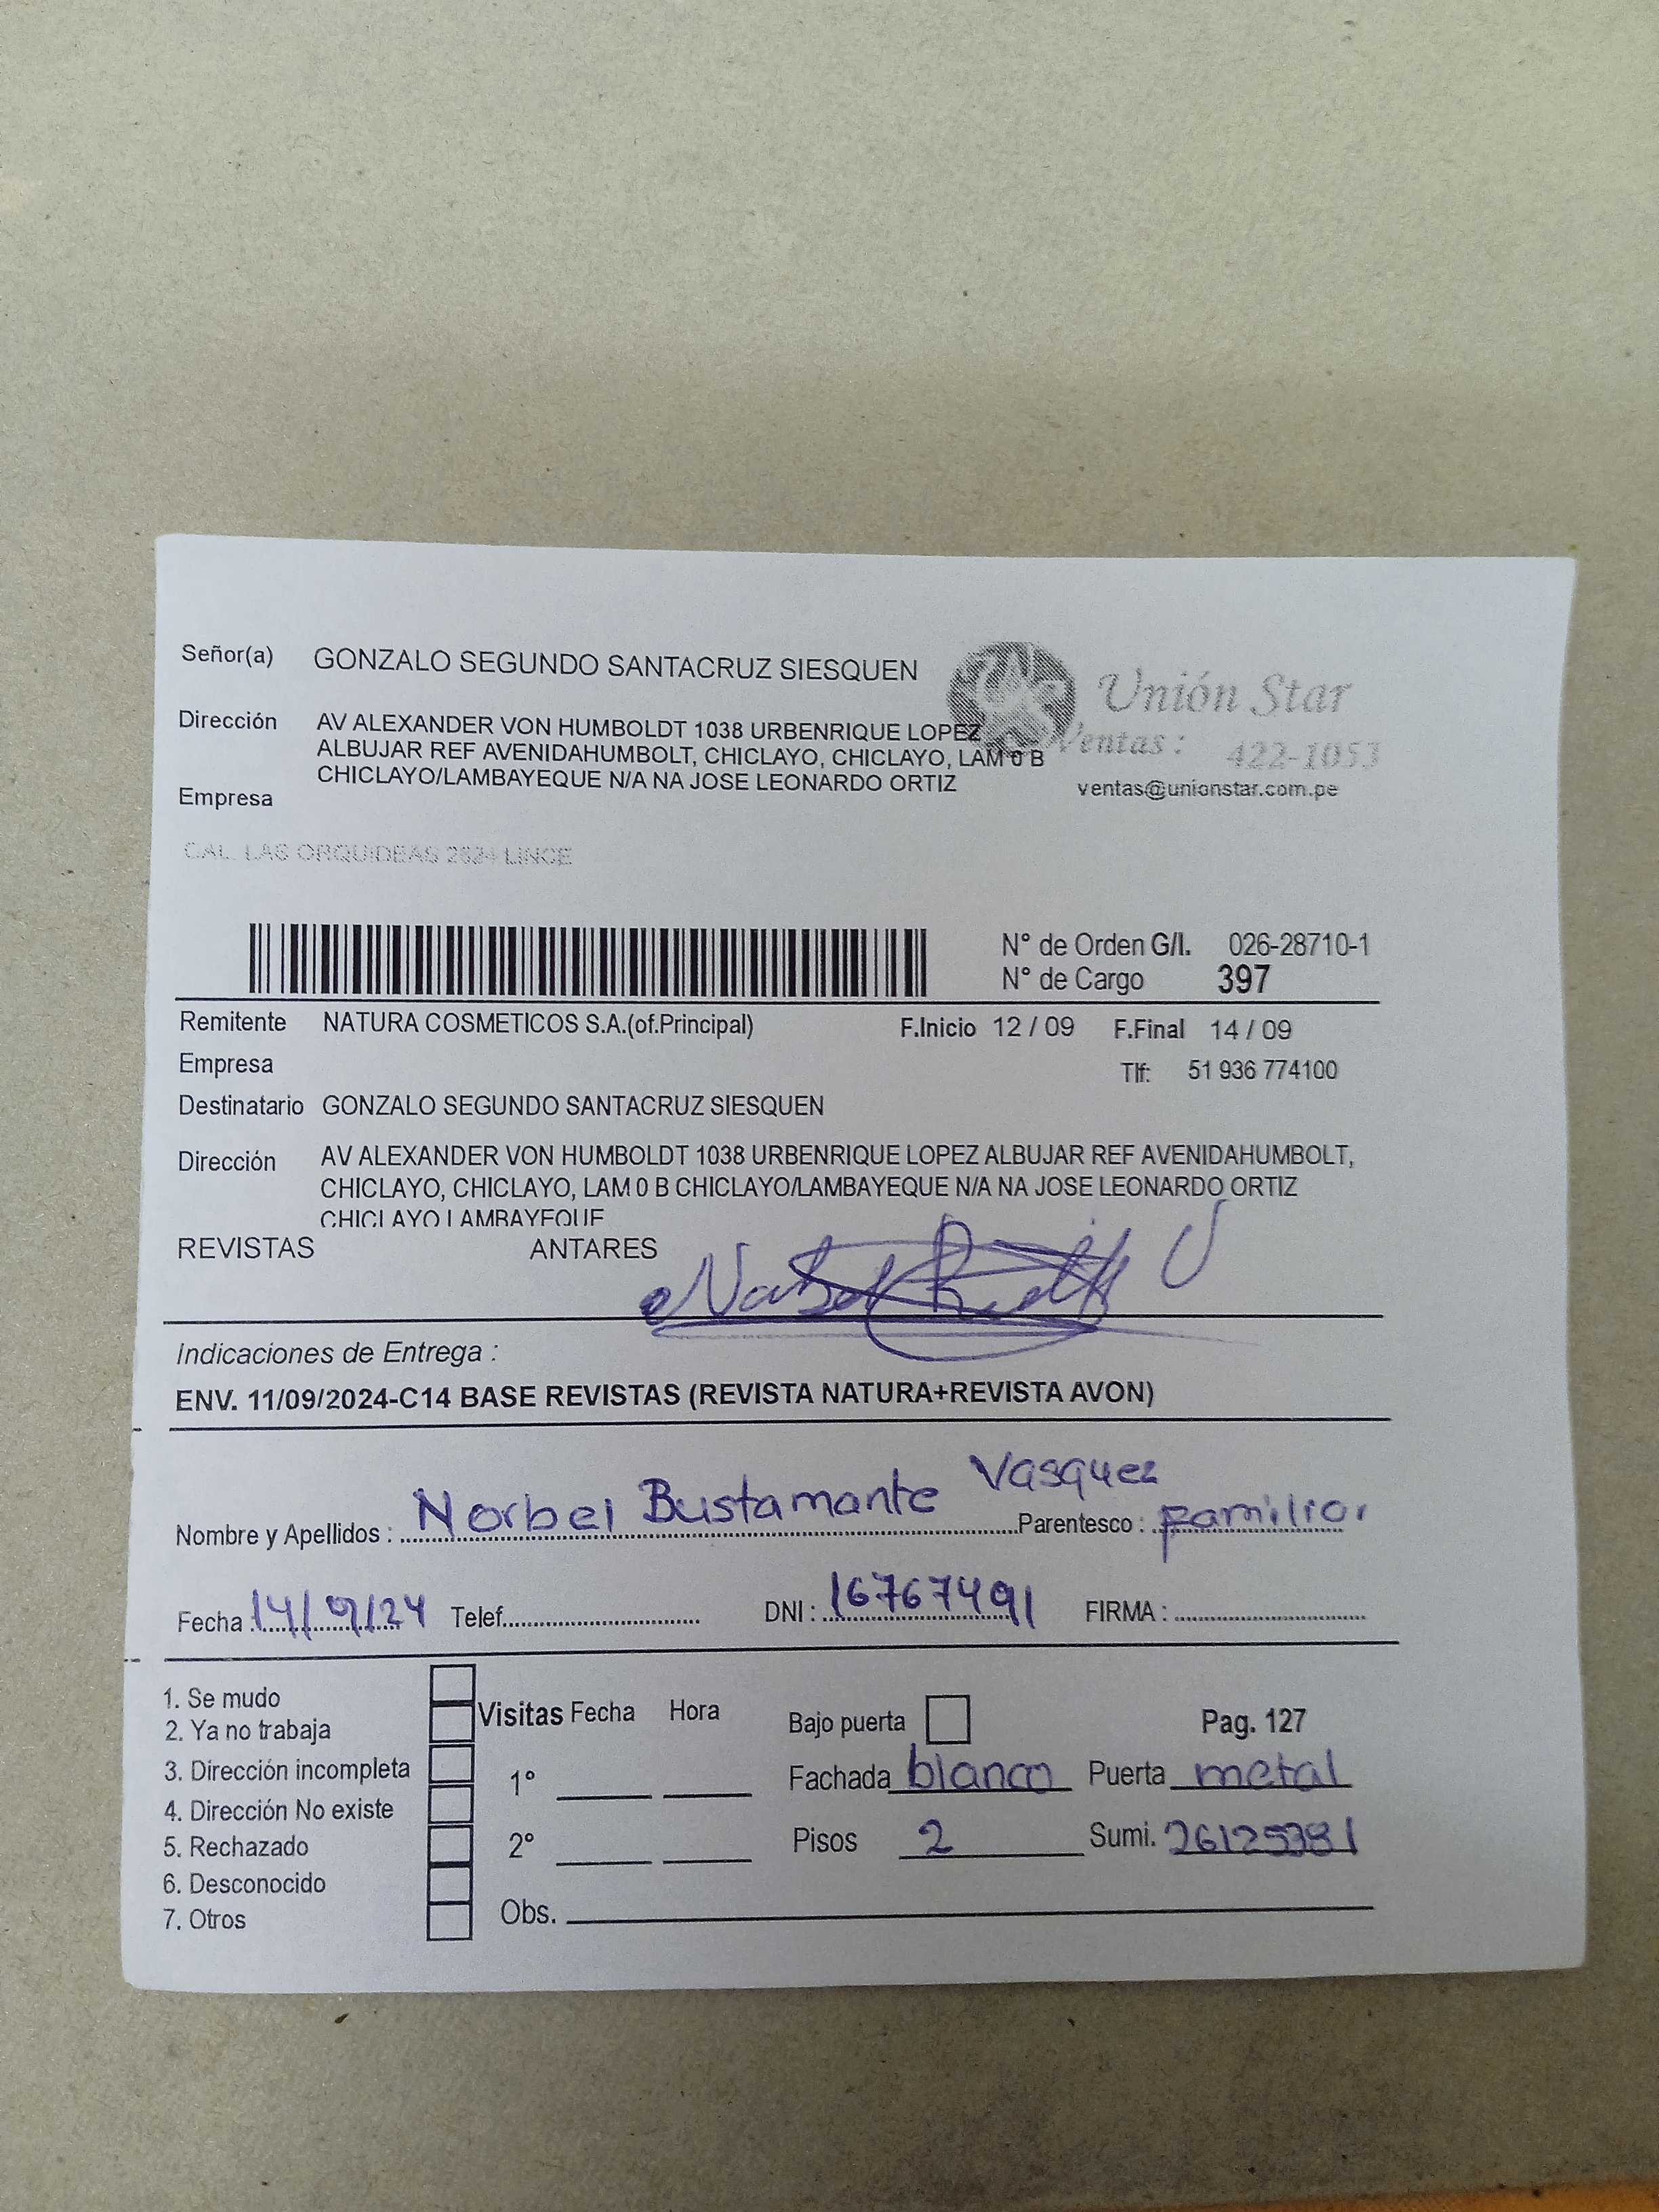 Señor(a) GONZALO SEGUNDO SANTACRUZ SIESQUEN
Unión Star
Dirección AV ALEXANDER VON HUMBOLDT 1038 URBENRIQUE LOPEZ
ALBUJAR REF AVENIDAHUMBOLT, CHICLAYO, CHICLAYO, LAM 0 B
CHICLAYO/LAMBAYEQUE N/A NA JOSE LEONARDO ORTIZ
Ventas : 422-1053
ventas@unionstar.com.pe
Empresa
CAL. LAS ORQUIDEAS 2624 LINCE
N° de Orden G/I. 026-28710-1
N° de Cargo 397
Remitente NATURA COSMETICOS S.A.(of.Principal) F.Inicio 12 / 09 F.Final 14 / 09
Empresa Tlf: 51 936 774100
Destinatario GONZALO SEGUNDO SANTACRUZ SIESQUEN
Dirección AV ALEXANDER VON HUMBOLDT 1038 URBENRIQUE LOPEZ ALBUJAR REF AVENIDAHUMBOLT,
CHICLAYO, CHICLAYO, LAM 0 B CHICLAYO/LAMBAYEQUE N/A NA JOSE LEONARDO ORTIZ
CHICLAYO LAMBAYEQUE
REVISTAS ANTARES
Indicaciones de Entrega :
ENV. 11/09/2024-C14 BASE REVISTAS (REVISTA NATURA+REVISTA AVON)
Nombre y Apellidos : Norbel Bustamante Vasquez Parentesco : familiar
Fecha : 14/9/24 Telef. DNI : 16767491 FIRMA :
1. Se mudo
2. Ya no trabaja
3. Dirección incompleta
4. Dirección No existe
5. Rechazado
6. Desconocido
7. Otros
Visitas Fecha Hora
1°
2°
Obs.
Bajo puerta Pag. 127
Fachada blanco Puerta metal
Pisos 2 Sumi. 26125381